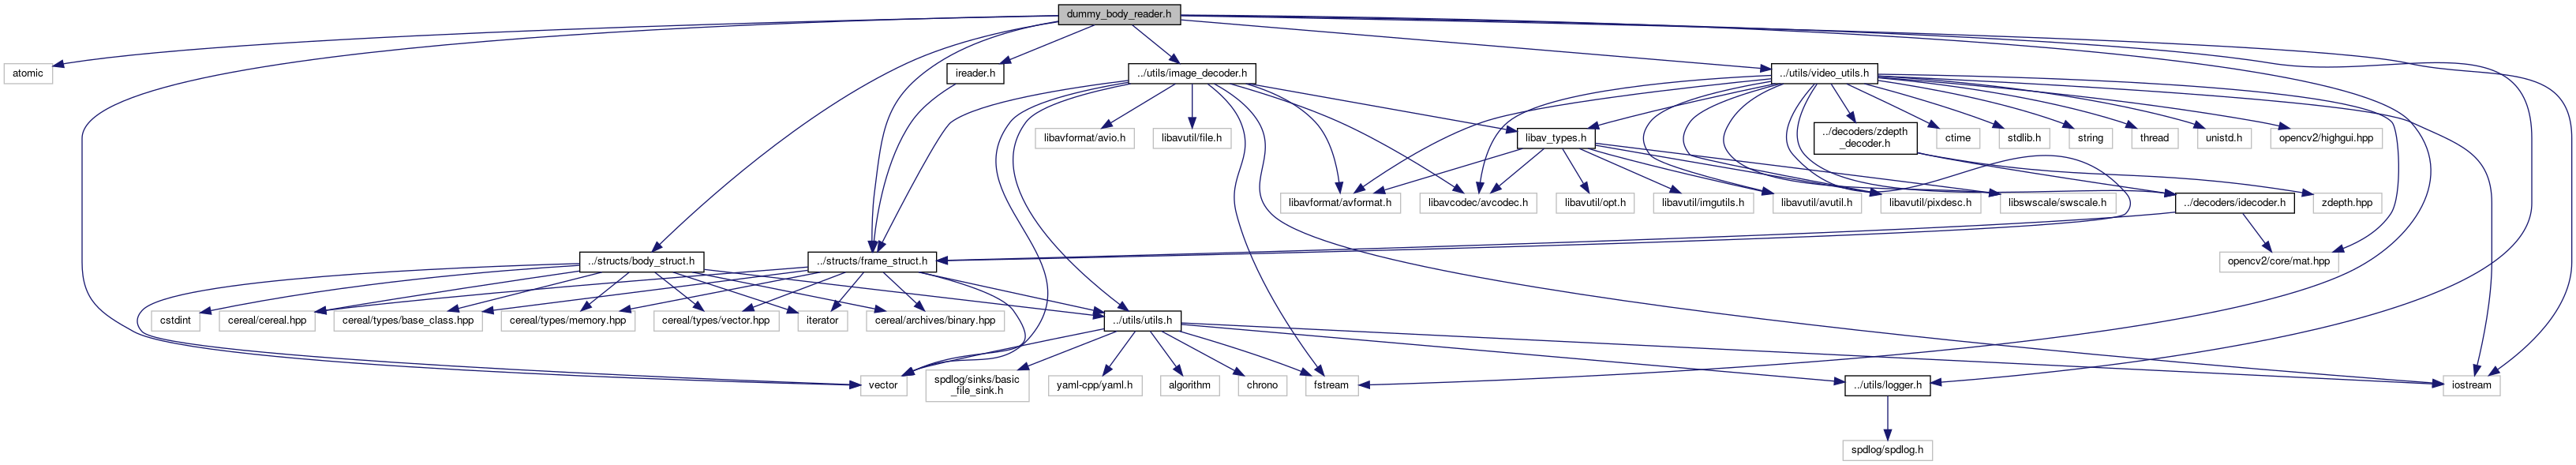 dummy_body_reader.h
atomic
ireader.h
../utils/image_decoder.h
../utils/video_utils.h
libavformat/avio.h
libavutil/file.h
libav_types.h
../decoders/zdepth
_decoder.h
ctime
stdlib.h
string
thread
unistd.h
opencv2/highgui.hpp
libavformat/avformat.h
libavcodec/avcodec.h
libavutil/opt.h
libavutil/imgutils.h
libavutil/avutil.h
libavutil/pixdesc.h
libswscale/swscale.h
../decoders/idecoder.h
zdepth.hpp
../structs/body_struct.h
../structs/frame_struct.h
opencv2/core/mat.hpp
cstdint
cereal/cereal.hpp
cereal/types/base_class.hpp
cereal/types/memory.hpp
cereal/types/vector.hpp
iterator
cereal/archives/binary.hpp
../utils/utils.h
vector
spdlog/sinks/basic
_file_sink.h
yaml-cpp/yaml.h
algorithm
chrono
fstream
../utils/logger.h
iostream
spdlog/spdlog.h